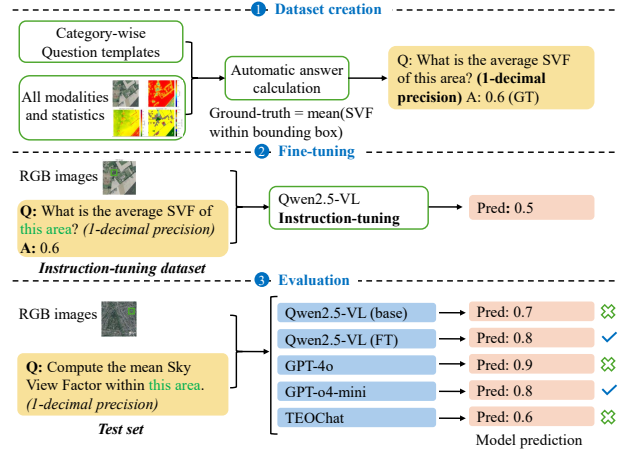 1 Dataset creation
Category-wise
Question templates
All modalities
and statistics
Automatic answer
calculation
Ground-truth = mean(SVF
within bounding box)
Q: What is the average SVF
of this area? (1-decimal
precision) A: 0.6 (GT)
2 Fine-tuning
RGB images
Q: What is the average SVF of
this area? (1-decimal precision)
A: 0.6
Instruction-tuning dataset
Qwen2.5-VL
Instruction-tuning
Pred: 0.5
3 Evaluation
RGB images
Q: Compute the mean Sky
View Factor within this area.
(1-decimal precision)
Test set
Qwen2.5-VL (base)
Pred: 0.7
Qwen2.5-VL (FT)
Pred: 0.8
GPT-4o
Pred: 0.9
GPT-o4-mini
Pred: 0.8
TEOChat
Pred: 0.6
Model prediction